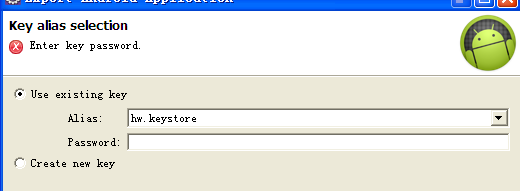 Export Android Application
Key alias selection
Enter key password.
Use existing key
Alias:
hw.keystore
Password:
Create new key